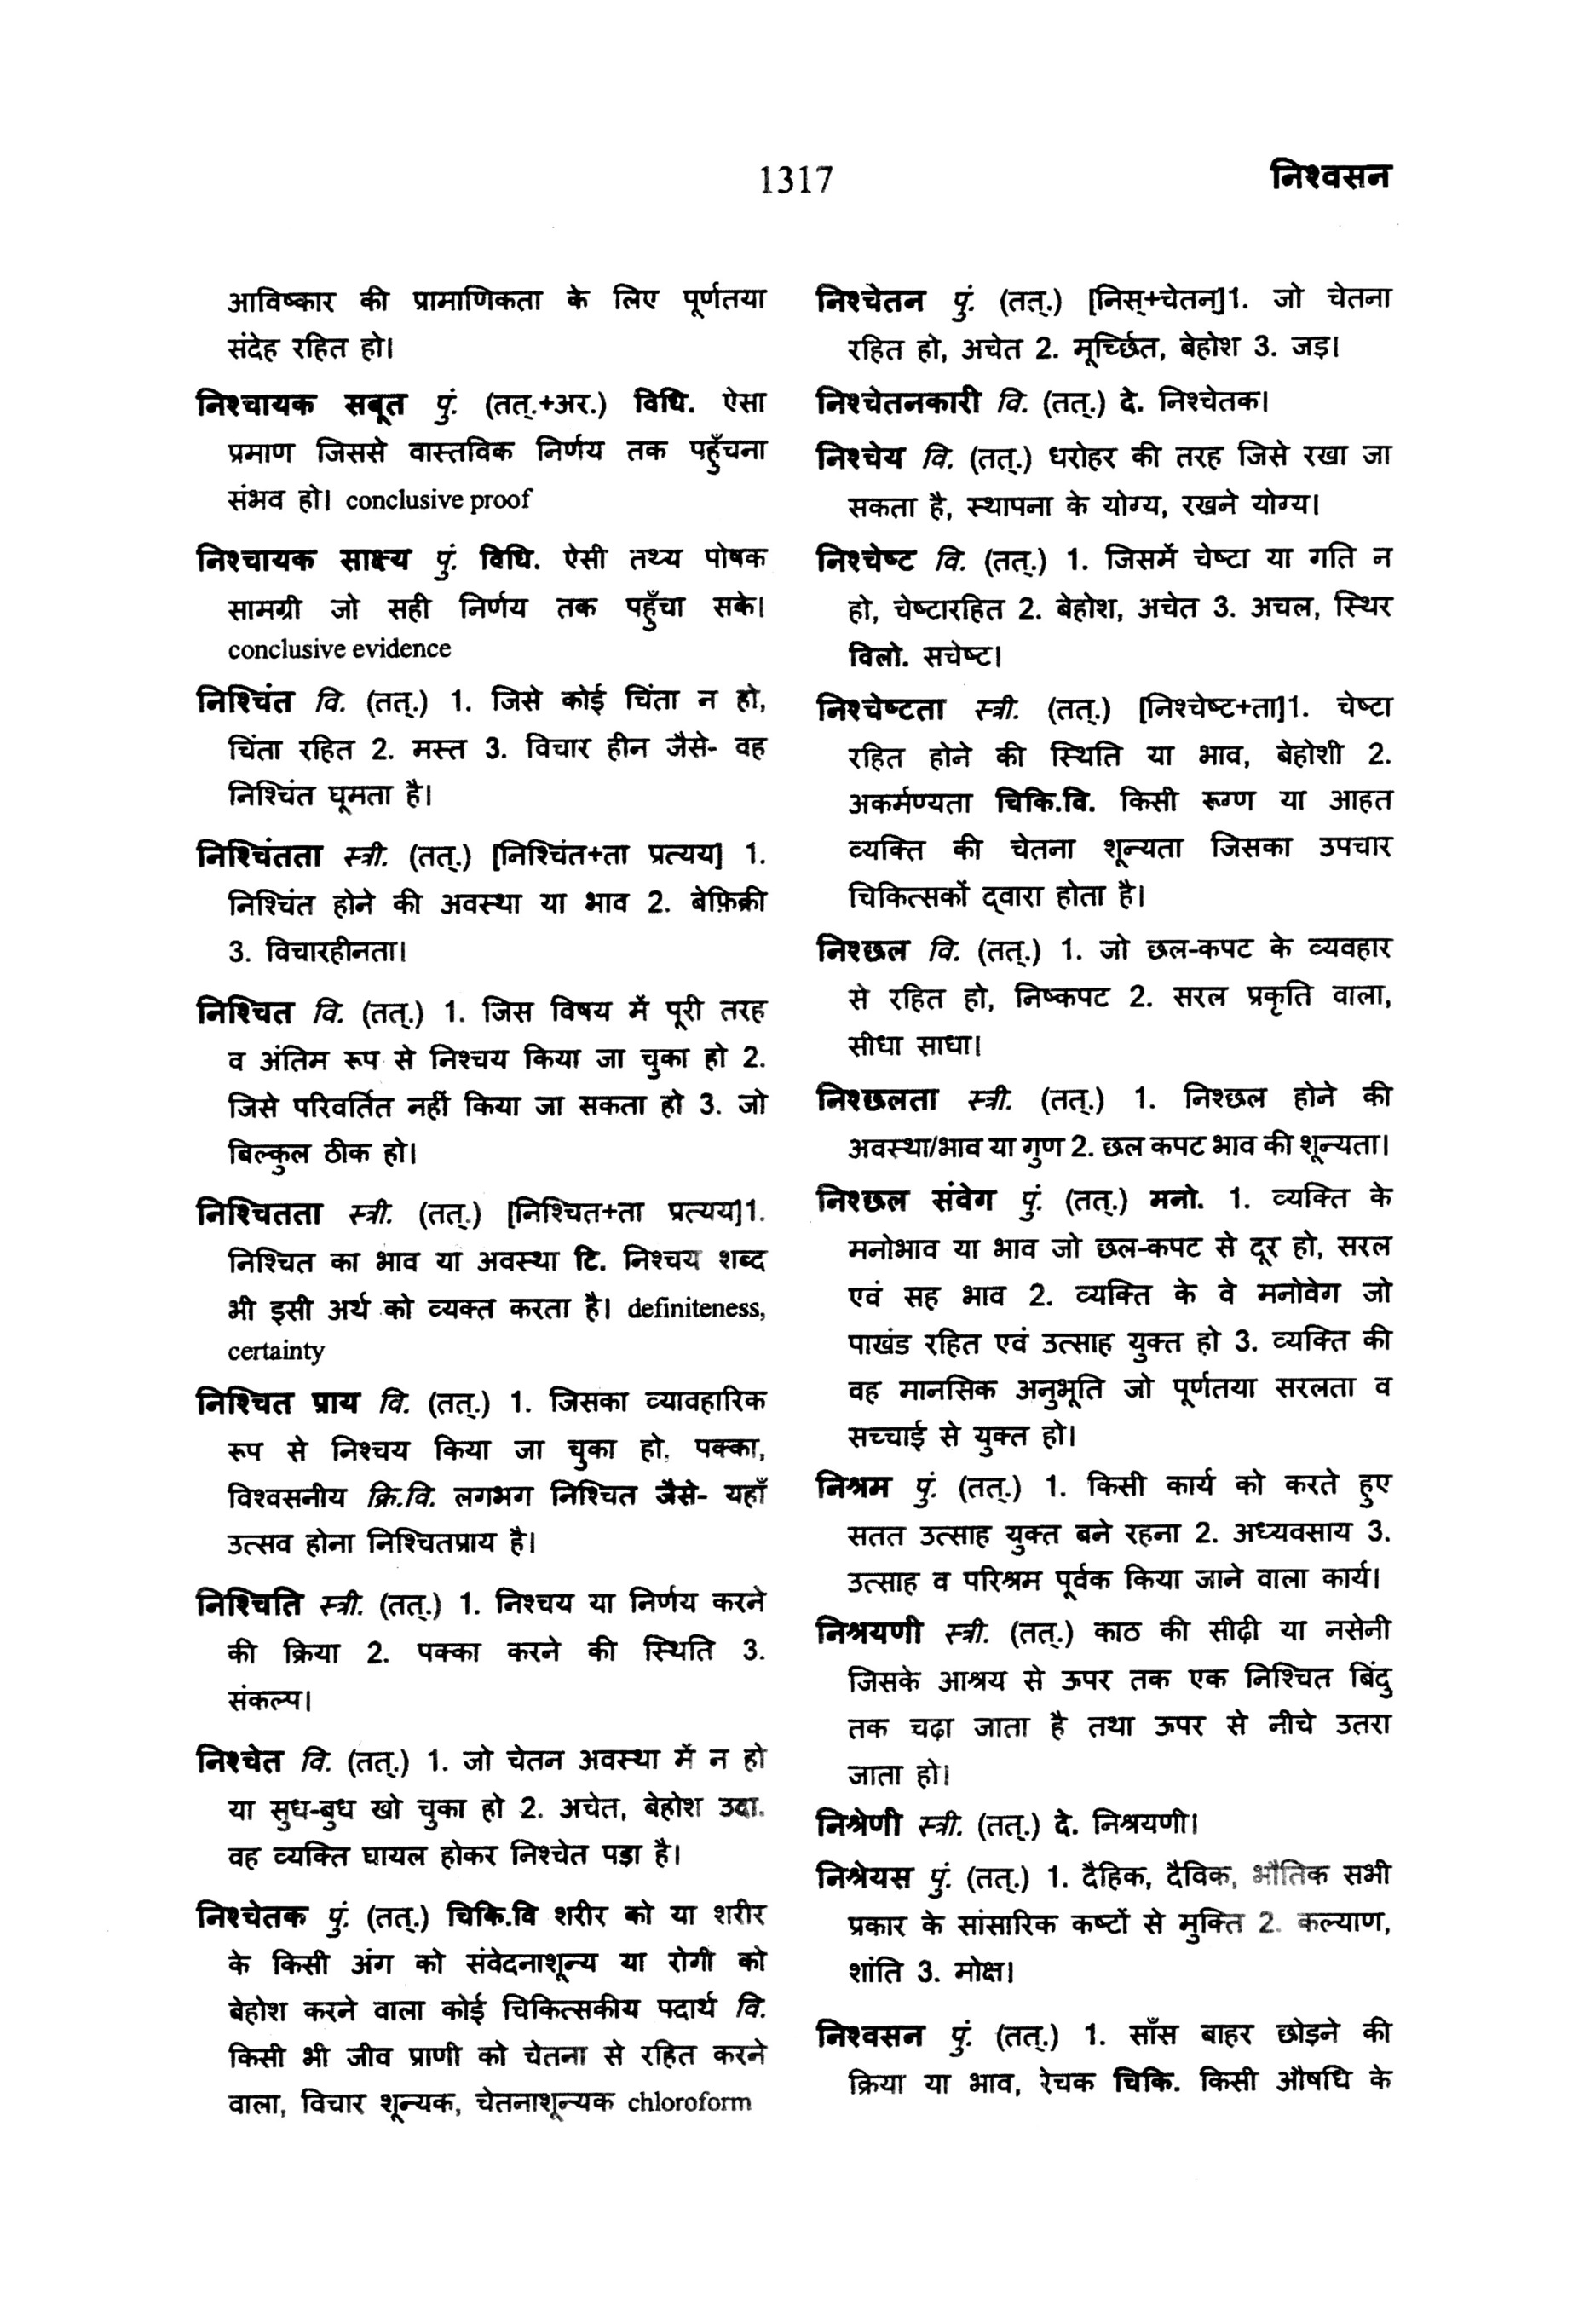 1317
निश्वसन
आविष्कार की प्रामाणिकता के लिए पूर्णतया
संदेह रहित हो।
निश्चायक सबूत पुं. (तत्.+अर.) विधि. ऐसा
प्रमाण जिससे वास्तविक निर्णय तक पहुँचना
संभव हो। conclusive proof
निश्चायक साक्ष्य पुं. विधि. ऐसी तथ्य पोषक
सामग्री जो सही निर्णय तक पहुँचा सके।
conclusive evidence
निश्चिंत वि. (तत्.) 1. जिसे कोई चिंता न हो,
चिंता रहित 2. मस्त 3. विचार हीन जैसे- वह
निश्चिंत घूमता है।
निश्चिंतता स्त्री. (तत्.) [निश्चिंत+ता प्रत्यय] 1.
निश्चिंत होने की अवस्था या भाव 2. बेफ़िक्री
3. विचारहीनता।
निश्चित वि. (तत्.) 1. जिस विषय में पूरी तरह
व अंतिम रूप से निश्चय किया जा चुका हो 2.
जिसे परिवर्तित नहीं किया जा सकता हो 3. जो
बिल्कुल ठीक हो।
निश्चितता स्त्री. (तत्.) [निश्चित+ता प्रत्यय]1.
निश्चित का भाव या अवस्था टि. निश्चय शब्द
भी इसी अर्थ को व्यक्त करता है। definiteness,
certainty
निश्चित प्राय वि. (तत्.) 1. जिसका व्यावहारिक
रूप से निश्चय किया जा चुका हो, पक्का,
विश्वसनीय क्रि.वि. लगभग निश्चित जैसे- यहाँ
उत्सव होना निश्चितप्राय है।
निश्चिति स्त्री. (तत्.) 1. निश्चय या निर्णय करने
की क्रिया 2. पक्का करने की स्थिति 3.
संकल्प।
निश्चेत वि. (तत्.) 1. जो चेतन अवस्था में न हो
या सुध-बुध खो चुका हो 2. अचेत, बेहोश उदा.
वह व्यक्ति घायल होकर निश्चेत पड़ा है।
निश्चेतक पुं. (तत्.) चिकि.वि शरीर को या शरीर
के किसी अंग को संवेदनाशून्य या रोगी को
बेहोश करने वाला कोई चिकित्सकीय पदार्थ वि.
किसी भी जीव प्राणी को चेतना से रहित करने
वाला, विचार शून्यक, चेतनाशून्यक chloroform
निश्चेतन पुं. (तत्.) [निस्+चेतन्]1. जो चेतना
रहित हो, अचेत 2. मूर्च्छित, बेहोश 3. जड़।
निश्चेतनकारी वि. (तत्.) दे. निश्चेतक।
निश्चेय वि. (तत्.) धरोहर की तरह जिसे रखा जा
सकता है, स्थापना के योग्य, रखने योग्य।
निश्चेष्ट वि. (तत्.) 1. जिसमें चेष्टा या गति न
हो, चेष्टारहित 2. बेहोश, अचेत 3. अचल, स्थिर
विलो. सचेष्ट।
निश्चेष्टता स्त्री. (तत्.) [निश्चेष्ट+ता]1. चेष्टा
रहित होने की स्थिति या भाव, बेहोशी 2.
अकर्मण्यता चिकि.वि. किसी रूग्ण या आहत
व्यक्ति की चेतना शून्यता जिसका उपचार
चिकित्सकों द्वारा होता है।
निश्छल वि. (तत्.) 1. जो छल-कपट के व्यवहार
से रहित हो, निष्कपट 2. सरल प्रकृति वाला,
सीधा साधा।
निश्छलता स्त्री. (तत्.) 1. निश्छल होने की
अवस्था/भाव या गुण 2. छल कपट भाव की शून्यता।
निश्छल संवेग पुं. (तत्.) मनो. 1. व्यक्ति के
मनोभाव या भाव जो छल-कपट से दूर हो, सरल
एवं सह भाव 2. व्यक्ति के वे मनोवेग जो
पाखंड रहित एवं उत्साह युक्त हो 3. व्यक्ति की
वह मानसिक अनुभूति जो पूर्णतया सरलता व
सच्चाई से युक्त हो।
निश्रम पुं. (तत्.) 1. किसी कार्य को करते हुए
सतत उत्साह युक्त बने रहना 2. अध्यवसाय 3.
उत्साह व परिश्रम पूर्वक किया जाने वाला कार्य।
निश्रयणी स्त्री. (तत्.) काठ की सीढ़ी या नसेनी
जिसके आश्रय से ऊपर तक एक निश्चित बिंदु
तक चढ़ा जाता है तथा ऊपर से नीचे उतरा
जाता हो।
निश्रेणी स्त्री. (तत्.) दे. निश्रयणी।
निश्रेयस पुं. (तत्.) 1. दैहिक, दैविक, भौतिक सभी
प्रकार के सांसारिक कष्टों से मुक्ति 2. कल्याण,
शांति 3. मोक्ष।
निश्वसन पुं. (तत्.) 1. साँस बाहर छोड़ने की
क्रिया या भाव, रेचक चिकि. किसी औषधि के